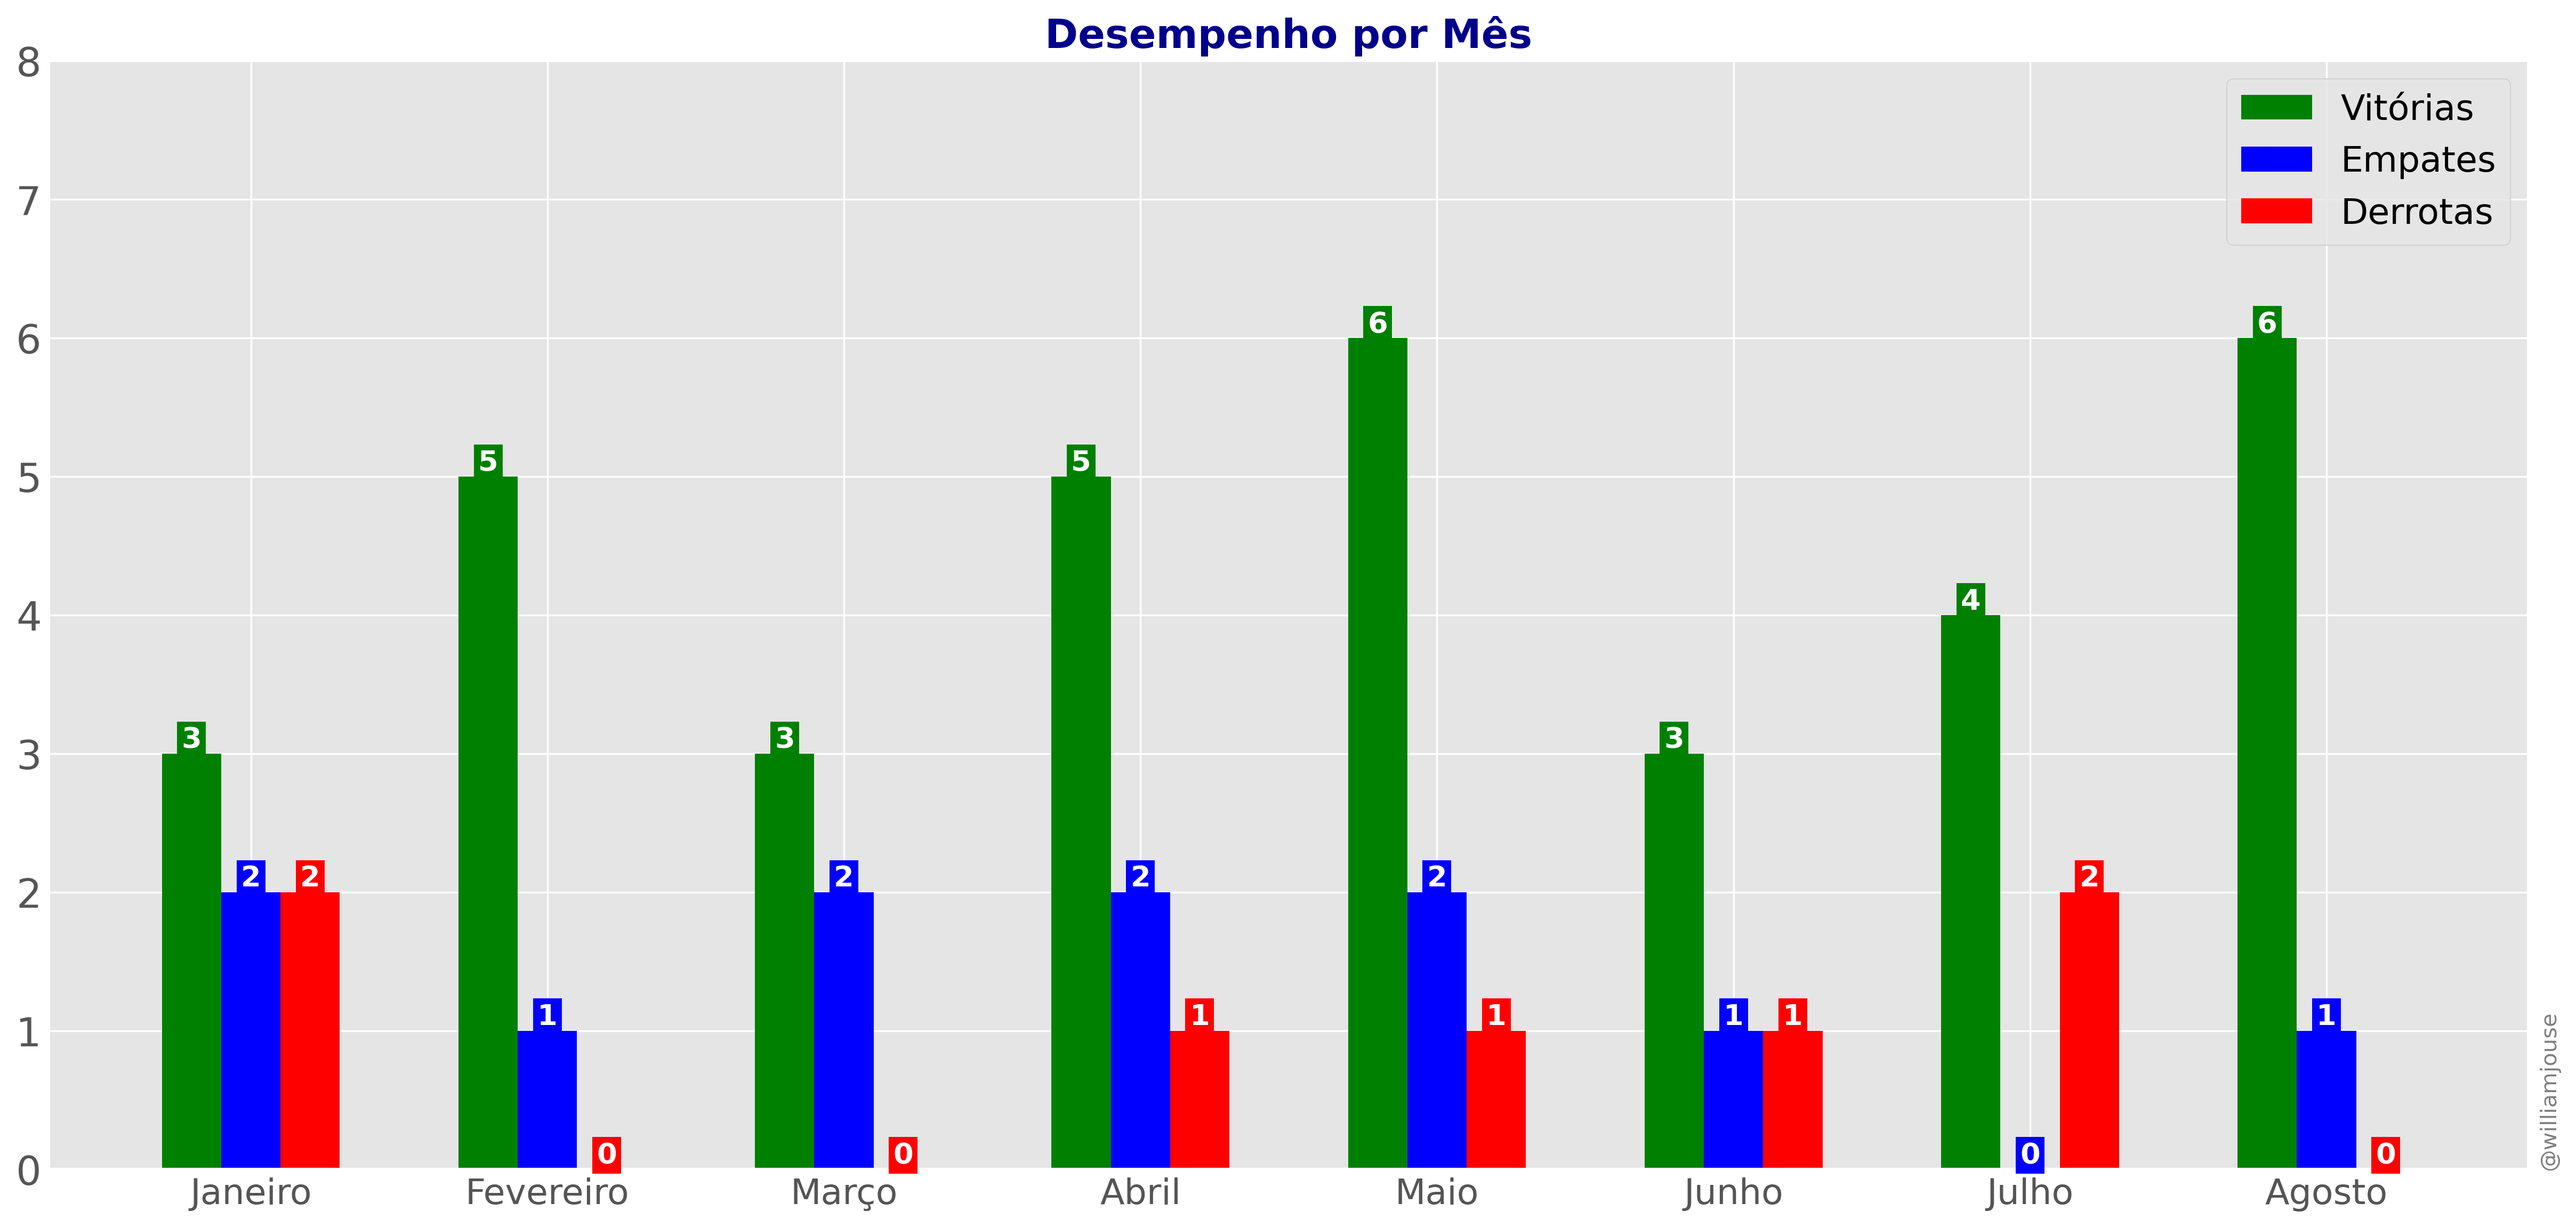 Desempenho por Mês
8
7
6
5
4
3
2
1
0
Vitórias
Empates
Derrotas
3
2
2
5
1
0
3
2
0
5
2
1
6
2
1
3
1
1
4
0
2
6
1
0
Janeiro
Fevereiro
Março
Abril
Maio
Junho
Julho
Agosto
@williamjouse